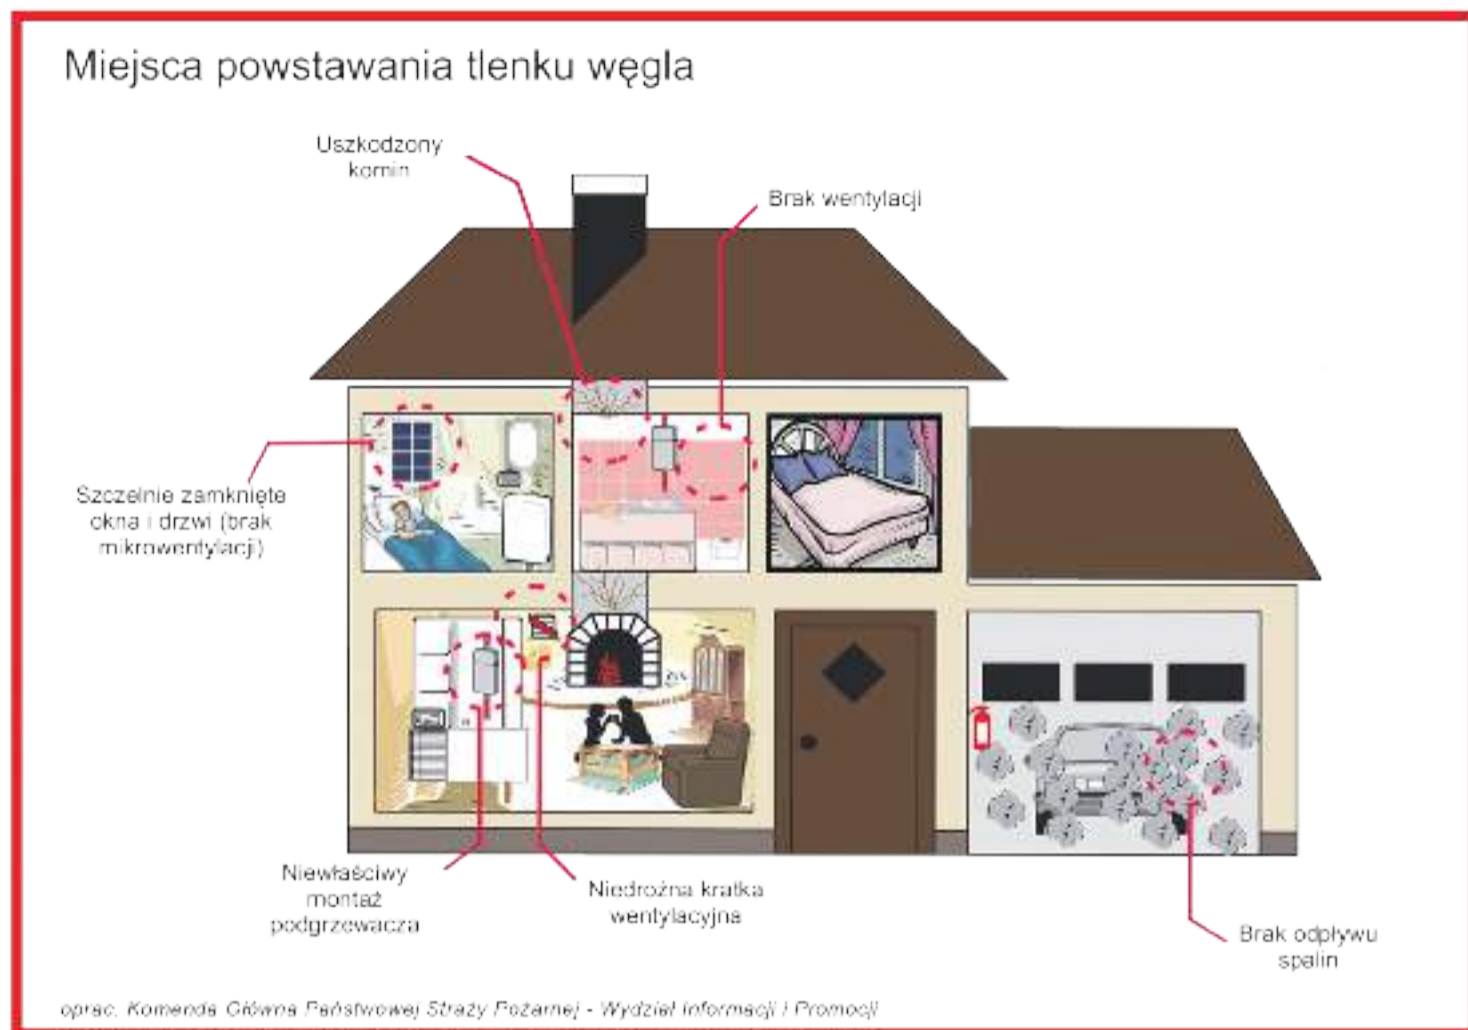 Miejsca powstawania tlenku węgla
Uszkodzony
komin
Brak wentylacji
Szczelnie zamknięte
okna i drzwi (brak
mikrowentylacji)
Niewłaściwy
montaż
podgrzewacza
Niedrożna kratka
wentylacyjna
Brak odpływu
spalin
oprac. Komenda Główna Państwowej Straży Pożarnej - Wydział Informacji i Promocji